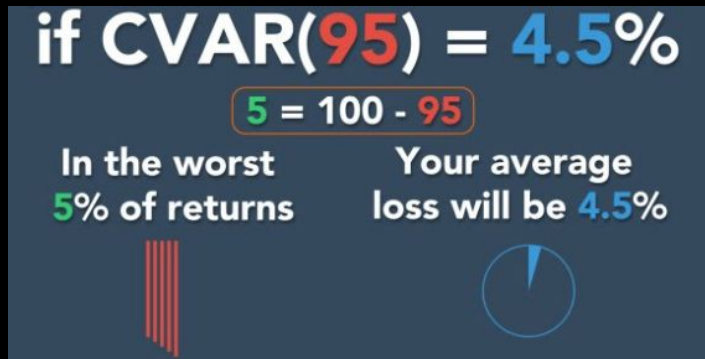 if CVAR(95) = 4.5%
5 = 100 - 95
In the worst
5% of returns
Your average
loss will be 4.5%